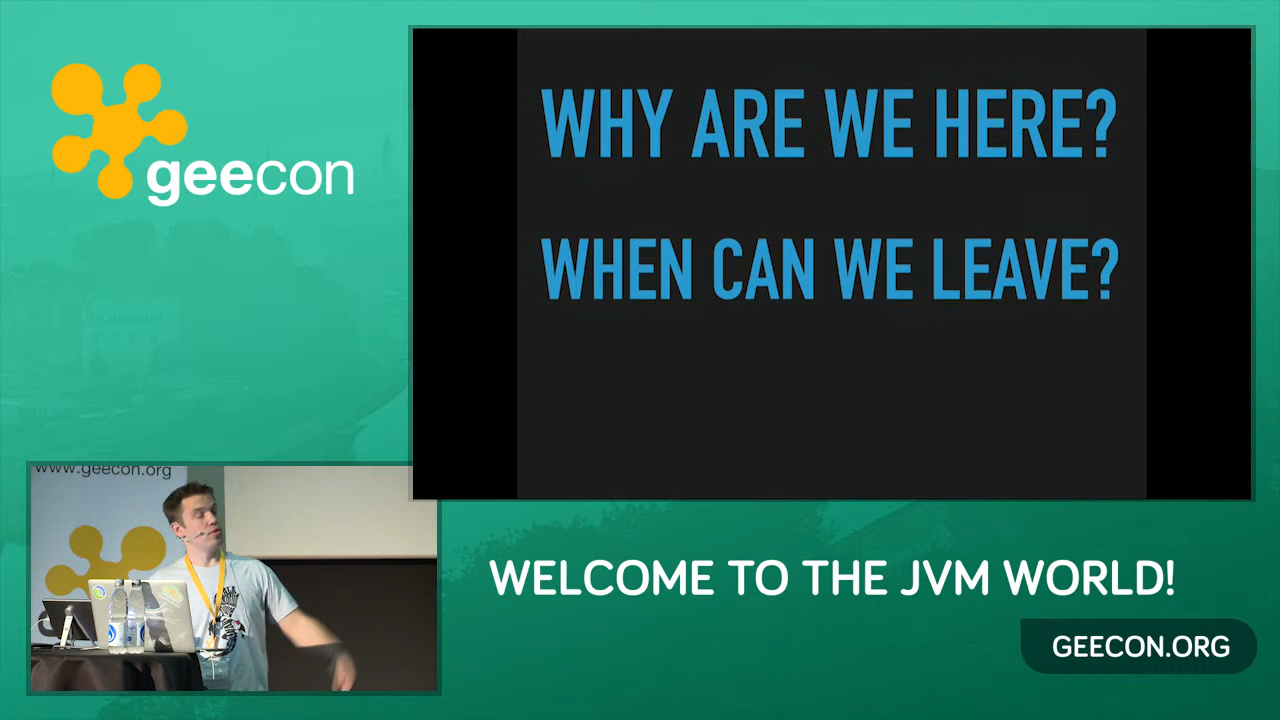 geecon
WHY ARE WE HERE?
WHEN CAN WE LEAVE?
www.geecon.org
WELCOME TO THE JVM WORLD!
GEECON.ORG